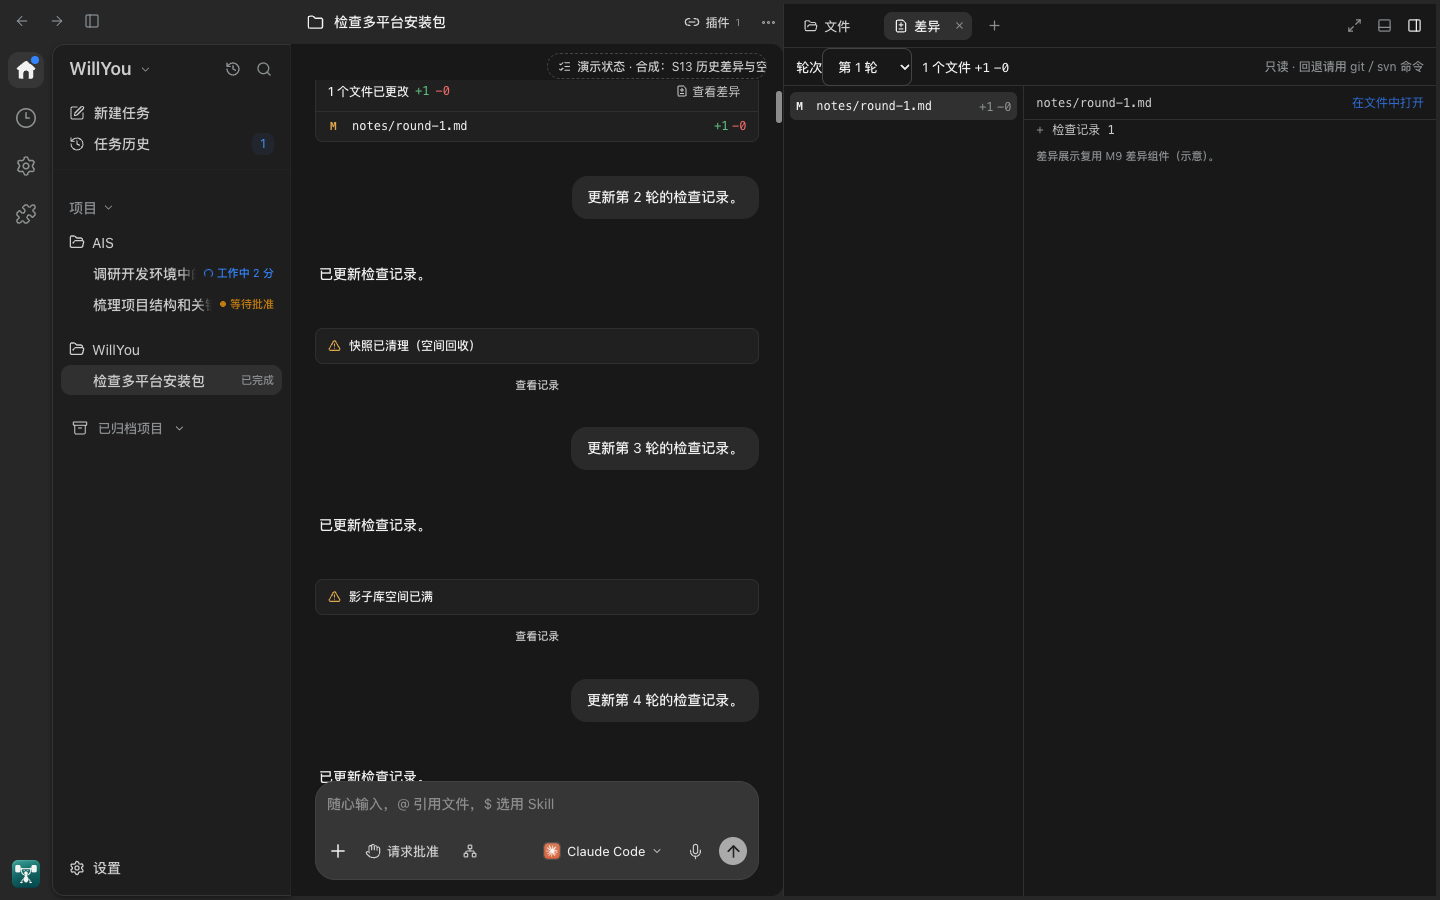 WillYou
新建任务
任务历史 1
项目
AIS
调研开发环境中 工作中 2 分
梳理项目结构和关 等待批准
WillYou
检查多平台安装包 已完成
已归档项目
设置
检查多平台安装包 插件 1
演示状态 · 合成：S13 历史差异与空
1 个文件已更改 +1 -0 查看差异
M notes/round-1.md +1 -0
更新第 2 轮的检查记录。
已更新检查记录。
快照已清理（空间回收）
查看记录
更新第 3 轮的检查记录。
已更新检查记录。
影子库空间已满
查看记录
更新第 4 轮的检查记录。
已更新检查记录。
随心输入，@ 引用文件，$ 选用 Skill
请求批准 Claude Code
文件 差异
轮次 第 1 轮 1 个文件 +1 -0 只读 · 回退请用 git / svn 命令
M notes/round-1.md +1 -0
notes/round-1.md 在文件中打开
+ 检查记录 1
差异展示复用 M9 差异组件（示意）。